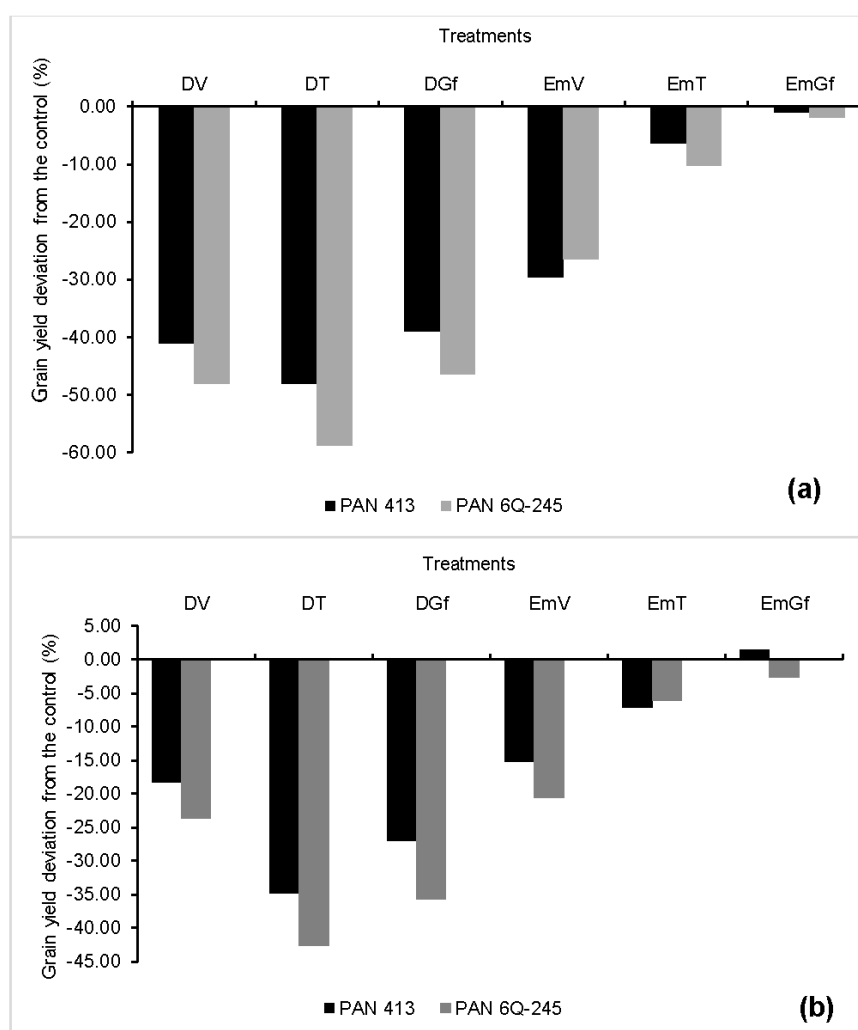 Treatments
DV DT DGf EmV EmT EmGf
Grain yield deviation from the control (%)
0.00
-10.00
-20.00
-30.00
-40.00
-50.00
-60.00
PAN 413 PAN 6Q-245
(a)
Treatments
DV DT DGf EmV EmT EmGf
Grain yield deviation from the control (%)
5.00
0.00
-5.00
-10.00
-15.00
-20.00
-25.00
-30.00
-35.00
-40.00
-45.00
PAN 413 PAN 6Q-245
(b)